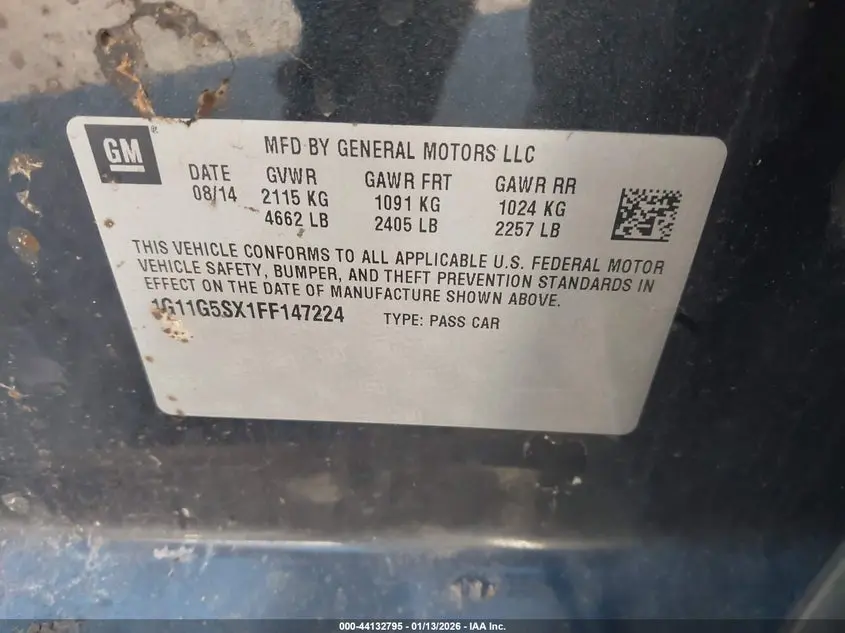 GM®
MFD BY GENERAL MOTORS LLC
DATE GVWR GAWR FRT GAWR RR
08/14 2115 KG 1091 KG 1024 KG
4662 LB 2405 LB 2257 LB
THIS VEHICLE CONFORMS TO ALL APPLICABLE U.S. FEDERAL MOTOR
VEHICLE SAFETY, BUMPER, AND THEFT PREVENTION STANDARDS IN
EFFECT ON THE DATE OF MANUFACTURE SHOWN ABOVE.
1G11G5SX1FF147224 TYPE: PASS CAR
000-44132795 — 01/13/2026 — IAA Inc.